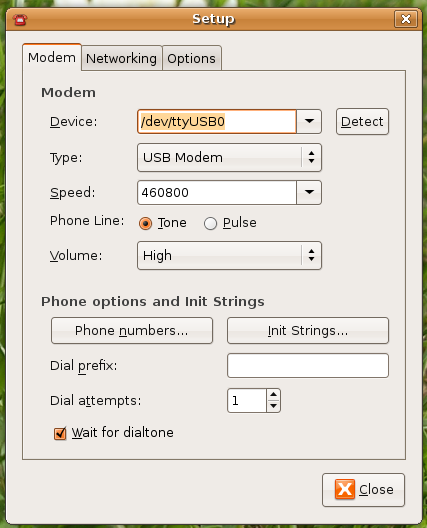 Setup
Modem Networking Options
Modem
Device: /dev/ttyUSB0 Detect
Type: USB Modem
Speed: 460800
Phone Line: Tone Pulse
Volume: High
Phone options and Init Strings
Phone numbers... Init Strings...
Dial prefix:
Dial attempts: 1
Wait for dialtone
Close